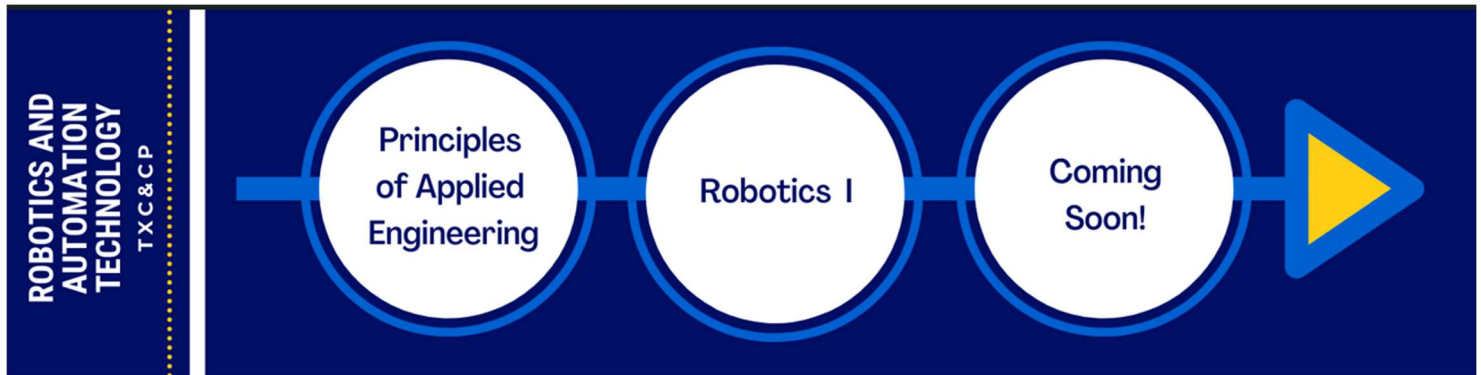 ROBOTICS AND
AUTOMATION
TECHNOLOGY
TXC&CP
Principles
of Applied
Engineering
Robotics I
Coming
Soon!